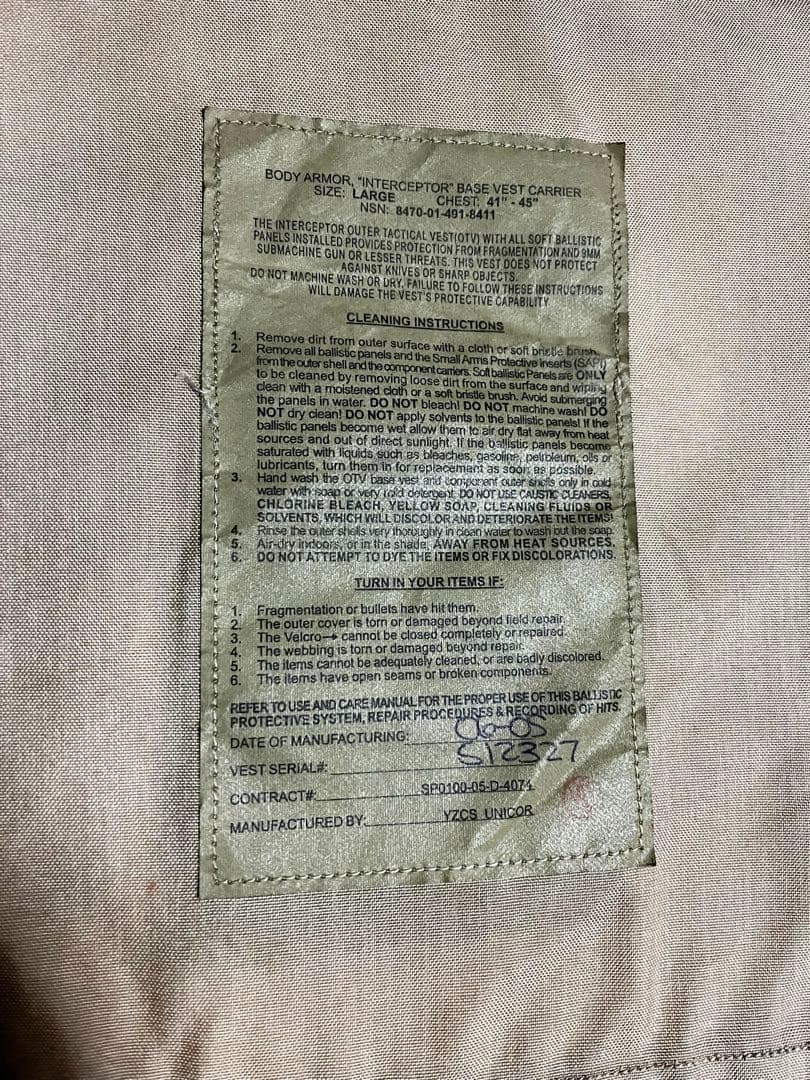 BODY ARMOR, "INTERCEPTOR" BASE VEST CARRIER
SIZE: LARGE CHEST: 41" - 45"
NSN: 8470-01-491-8411
THE INTERCEPTOR OUTER TACTICAL VEST(OTV) WITH ALL SOFT BALLISTIC
PANELS INSTALLED PROVIDES PROTECTION FROM FRAGMENTATION AND 9MM
SUBMACHINE GUN OR LESSER THREATS. THIS VEST DOES NOT PROTECT
AGAINST KNIVES OR SHARP OBJECTS.
DO NOT MACHINE WASH OR DRY. FAILURE TO FOLLOW THESE INSTRUCTIONS
WILL DAMAGE THE VEST'S PROTECTIVE CAPABILITY
CLEANING INSTRUCTIONS
1. Remove dirt from outer surface with a cloth or soft bristle brush.
2. Remove all ballistic panels and the Small Arms Protective Inserts (SAPI)
from the outer shell and the component carriers. Soft ballistic Panels are ONLY
to be cleaned by removing loose dirt from the surface and wiping
clean with a moistened cloth or a soft bristle brush. Avoid submerging
the panels in water. DO NOT bleach! DO NOT machine wash! DO
NOT dry clean! DO NOT apply solvents to the ballistic panels! If the
ballistic panels become wet allow them to air dry flat away from heat
sources and out of direct sunlight. If the ballistic panels become
saturated with liquids such as bleaches, gasoline, petroleum, oils or
lubricants, turn them in for replacement as soon as possible.
3. Hand wash the OTV base vest and component outer shells only in cold
water with soap or very mild detergent. DO NOT USE CAUSTIC CLEANERS,
CHLORINE BLEACH, YELLOW SOAP, CLEANING FLUIDS OR
SOLVENTS, WHICH WILL DISCOLOR AND DETERIORATE THE ITEMS!
4. Rinse the outer shells very thoroughly in clean water to wash out the soap.
5. Air-dry indoors, or in the shade, AWAY FROM HEAT SOURCES.
6. DO NOT ATTEMPT TO DYE THE ITEMS OR FIX DISCOLORATIONS.
TURN IN YOUR ITEMS IF:
1. Fragmentation or bullets have hit them.
2. The outer cover is torn or damaged beyond field repair.
3. The Velcro→ cannot be closed completely or repaired.
4. The webbing is torn or damaged beyond repair.
5. The items cannot be adequately cleaned, or are badly discolored.
6. The items have open seams or broken components.
REFER TO USE AND CARE MANUAL FOR THE PROPER USE OF THIS BALLISTIC
PROTECTIVE SYSTEM, REPAIR PROCEDURES & RECORDING OF HITS.
DATE OF MANUFACTURING: 06-05
VEST SERIAL#: S12327
CONTRACT#: SP0100-05-D-4074
MANUFACTURED BY: YZCS UNICOR